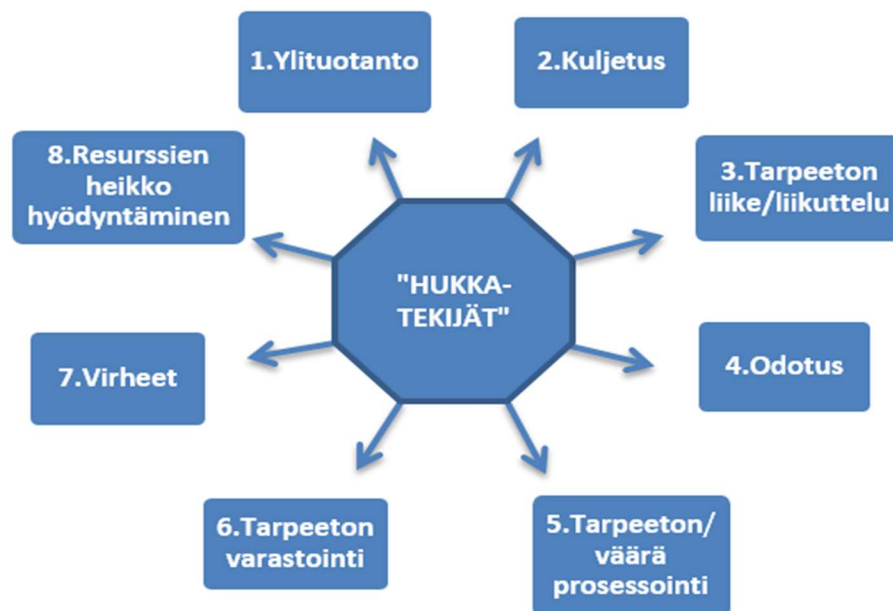 1.Ylituotanto
2.Kuljetus
3.Tarpeeton
liike/liikuttelu
4.Odotus
5.Tarpeeton/
väärä
prosessointi
6.Tarpeeton
varastointi
7.Virheet
8.Resurssien
heikko
hyödyntäminen
"HUKKA-
TEKIJÄT"